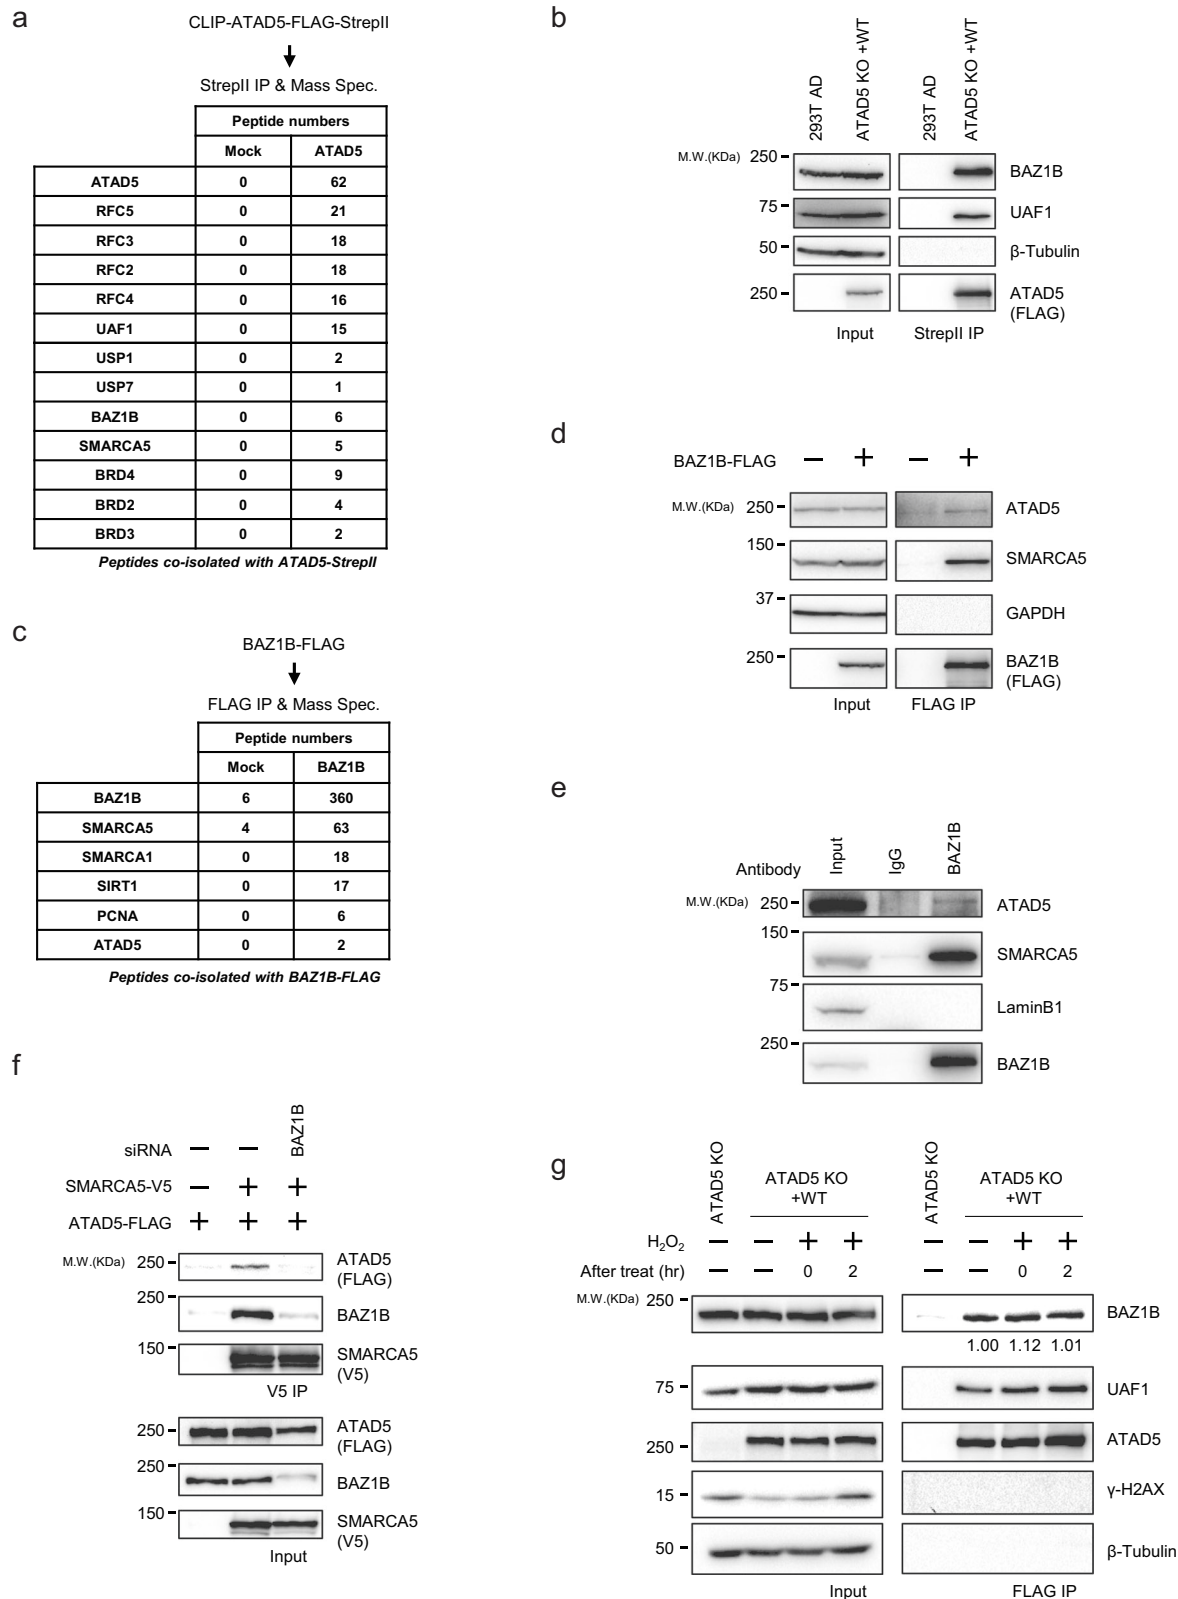 a
CLIP-ATAD5-FLAG-StrepII
StrepII IP & Mass Spec.
Peptide numbers
Mock ATAD5
ATAD5 0 62
RFC5 0 21
RFC3 0 18
RFC2 0 18
RFC4 0 16
UAF1 0 15
USP1 0 2
USP7 0 1
BAZ1B 0 6
SMARCA5 0 5
BRD4 0 9
BRD2 0 4
BRD3 0 2
Peptides co-isolated with ATAD5-StrepII
b
293T AD
ATAD5 KO +WT
293T AD
ATAD5 KO +WT
M.W.(KDa) 250 BAZ1B
75 UAF1
50 β-Tubulin
250 ATAD5
(FLAG)
Input StrepII IP
c
BAZ1B-FLAG
FLAG IP & Mass Spec.
Peptide numbers
Mock BAZ1B
BAZ1B 6 360
SMARCA5 4 63
SMARCA1 0 18
SIRT1 0 17
PCNA 0 6
ATAD5 0 2
Peptides co-isolated with BAZ1B-FLAG
d
BAZ1B-FLAG − + − +
M.W.(KDa) 250 ATAD5
150 SMARCA5
37 GAPDH
250 BAZ1B
(FLAG)
Input FLAG IP
e
Antibody Input IgG BAZ1B
M.W.(KDa) 250 ATAD5
150 SMARCA5
75 LaminB1
250 BAZ1B
f
siRNA − − BAZ1B
SMARCA5-V5 − + +
ATAD5-FLAG + + +
M.W.(KDa) 250 ATAD5
(FLAG)
250 BAZ1B
150 SMARCA5
(V5)
V5 IP
250 ATAD5
(FLAG)
250 BAZ1B
150 SMARCA5
(V5)
Input
g
ATAD5 KO ATAD5 KO
+WT
ATAD5 KO ATAD5 KO
+WT
H₂O₂ − − + + − − + +
After treat (hr) − − 0 2 − − 0 2
M.W.(KDa) 250 BAZ1B
1.00 1.12 1.01
75 UAF1
250 ATAD5
15 γ-H2AX
50 β-Tubulin
Input FLAG IP